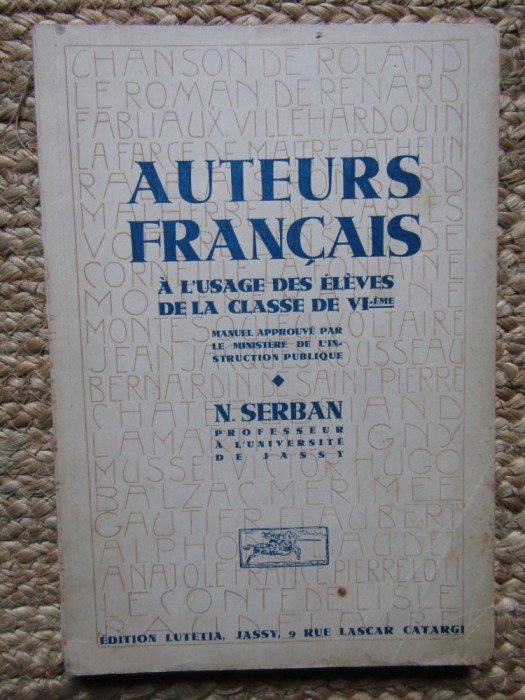 CHANSON DE ROLAND
LE ROMAN DE RENARD
FABLIAUX VILLEHARDOUIN
LA FARCE DE MAITRE PATHELIN
AUTEURS
FRANÇAIS
À L'USAGE DES ÉLÈVES
DE LA CLASSE DE VI-ÈME
MANUEL APPROUVÉ PAR
LE MINISTÈRE DE L'IN-
STRUCTION PUBLIQUE
VOLTAIRE
JEAN JACQUES ROUSSEAU
BERNARDIN DE SAINT PIERRE
N. SERBAN
PROFESSEUR
À L'UNIVERSITÉ
DE JASSY
MUSSET VICTOR HUGO
BALZAC MERIMEE
GAUTIER FLAUBERT
ANATOLE FRANCE PIERRE LOTI
LECONTE DE LISLE
ÉDITION LUTETIA, JASSY, 9 RUE LASCAR CATARGI